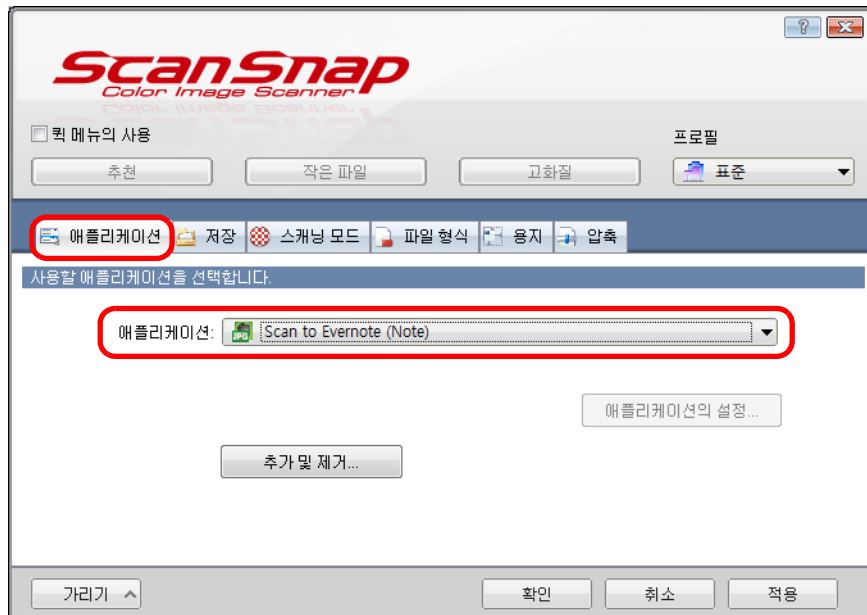 ScanSnap
Color Image Scanner
퀵 메뉴의 사용
프로필
추천
작은 파일
고화질
표준
애플리케이션
저장
스캐닝 모드
파일 형식
용지
압축
사용할 애플리케이션을 선택합니다.
애플리케이션:
JPG
Scan to Evernote (Note)
애플리케이션의 설정...
추가 및 제거...
가리기
확인
취소
적용